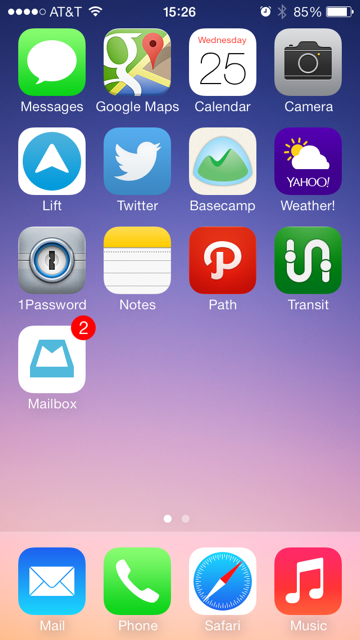 AT&T 15:26 85%
Wednesday
25
Messages Google Maps Calendar Camera
YAHOO!
Lift Twitter Basecamp Weather!
1Password Notes Path Transit
2
Mailbox
Mail Phone Safari Music